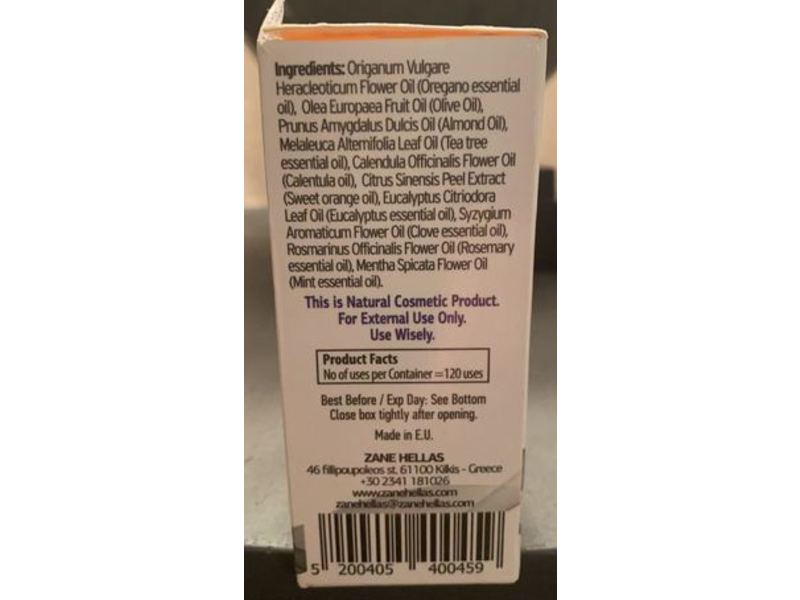 Ingredients: Origanum Vulgare
Heracleoticum Flower Oil (Oregano essential
oil), Olea Europaea Fruit Oil (Olive Oil),
Prunus Amygdalus Dulcis Oil (Almond Oil),
Melaleuca Alternifolia Leaf Oil (Tea tree
essential oil), Calendula Officinalis Flower Oil
(Calentula oil), Citrus Sinensis Peel Extract
(Sweet orange oil), Eucalyptus Citriodora
Leaf Oil (Eucalyptus essential oil), Syzygium
Aromaticum Flower Oil (Clove essential oil),
Rosmarinus Officinalis Flower Oil (Rosemary
essential oil), Mentha Spicata Flower Oil
(Mint essential oil).
This is Natural Cosmetic Product.
For External Use Only.
Use Wisely.
Product Facts
No of uses per Container = 120 uses
Best Before / Exp Day: See Bottom
Close box tightly after opening.
Made in E.U.
ZANE HELLAS
46 fillipoupoleos st. 61100 Kilkis - Greece
+30 2341 181026
www.zanehellas.com
zanehellas@zanehellas.com
5 200405 400459